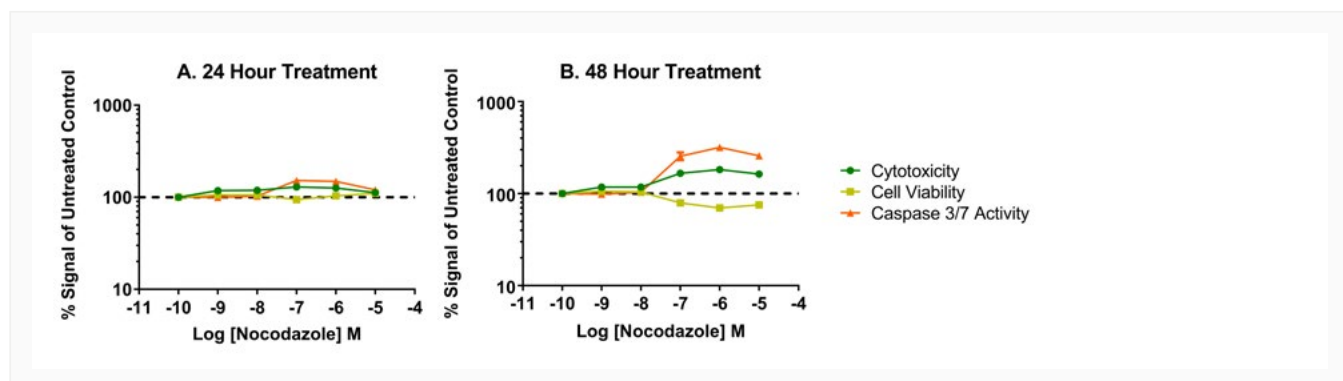 A. 24 Hour Treatment
% Signal of Untreated Control
1000
100
10
-11 -10 -9 -8 -7 -6 -5 -4
Log [Nocodazole] M
B. 48 Hour Treatment
% Signal of Untreated Control
1000
100
10
-11 -10 -9 -8 -7 -6 -5 -4
Log [Nocodazole] M
Cytotoxicity
Cell Viability
Caspase 3/7 Activity